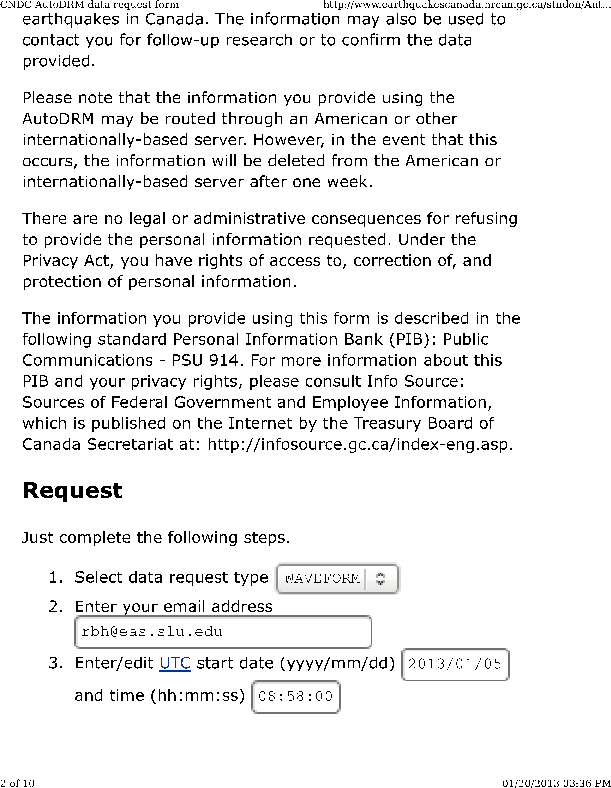 CNDC AutoDRM data request form http://www.earthquakescanada.nrcan.gc.ca/stndon/Aut...
earthquakes in Canada. The information may also be used to
contact you for follow-up research or to confirm the data
provided.
Please note that the information you provide using the
AutoDRM may be routed through an American or other
internationally-based server. However, in the event that this
occurs, the information will be deleted from the American or
internationally-based server after one week.
There are no legal or administrative consequences for refusing
to provide the personal information requested. Under the
Privacy Act, you have rights of access to, correction of, and
protection of personal information.
The information you provide using this form is described in the
following standard Personal Information Bank (PIB): Public
Communications - PSU 914. For more information about this
PIB and your privacy rights, please consult Info Source:
Sources of Federal Government and Employee Information,
which is published on the Internet by the Treasury Board of
Canada Secretariat at: http://infosource.gc.ca/index-eng.asp.
Request
Just complete the following steps.
1. Select data request type WAVEFORM
2. Enter your email address
rbh@eas.slu.edu
3. Enter/edit UTC start date (yyyy/mm/dd) 2013/01/05
and time (hh:mm:ss) 08:58:00
2 of 10 01/20/2013 03:36 PM